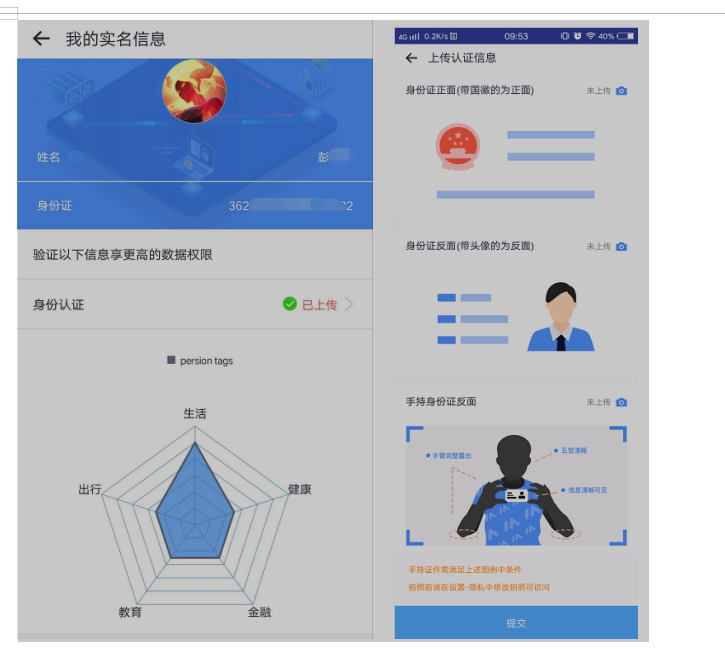 我的实名信息
姓名 彭
身份证 362 2
验证以下信息享更高的数据权限
身份认证 已上传
persion tags
生活
出行 健康
教育 金融
4G 0.2K/s 09:53 40%
上传认证信息
身份证正面(带国徽的为正面) 未上传
身份证反面(带头像的为反面) 未上传
手持身份证反面 未上传
手臂完整露出 五官清晰
信息清晰可见
手持证件需满足上述图例中条件
拍照前请在设置-隐私中修改拍照可访问
提交